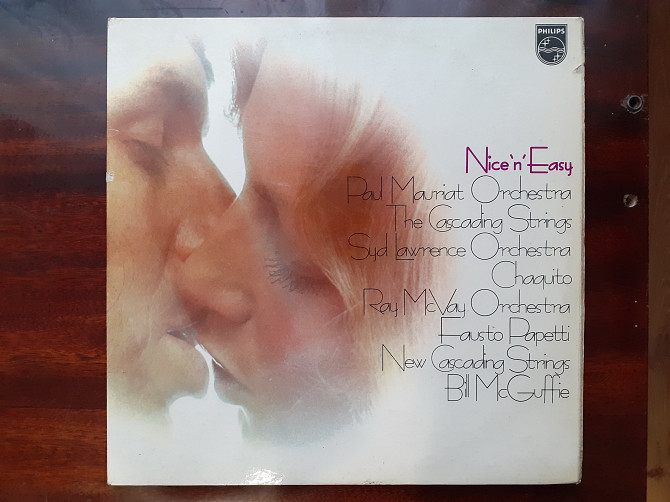 PHILIPS
Nice 'n' Easy
Paul Mauriat Orchestra
The Cascading Strings
Syd Lawrence Orchestra
Chaquito
Ray McVay Orchestra
Fausto Papetti
New Cascading Strings
Bill McGuffie